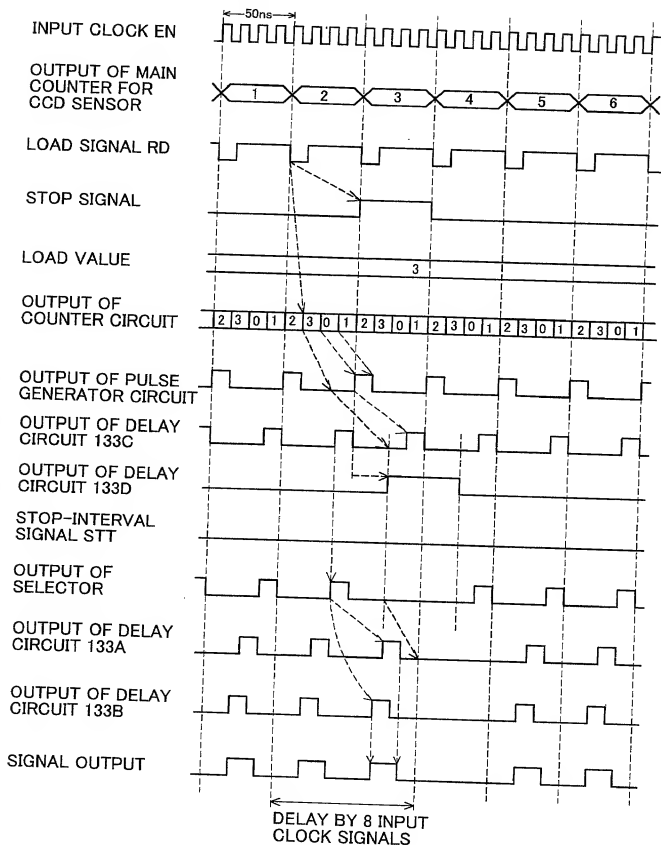 50ns
INPUT CLOCK EN
OUTPUT OF MAIN
COUNTER FOR
CCD SENSOR
1 2 3 4 5 6
LOAD SIGNAL RD
STOP SIGNAL
LOAD VALUE
3
OUTPUT OF
COUNTER CIRCUIT
2 3 0 1 2 3 0 1 2 3 0 1 2 3 0 1 2 3 0 1 2 3 0 1
OUTPUT OF PULSE
GENERATOR CIRCUIT
OUTPUT OF DELAY
CIRCUIT 133C
OUTPUT OF DELAY
CIRCUIT 133D
STOP-INTERVAL
SIGNAL STT
OUTPUT OF
SELECTOR
OUTPUT OF DELAY
CIRCUIT 133A
OUTPUT OF DELAY
CIRCUIT 133B
SIGNAL OUTPUT
DELAY BY 8 INPUT
CLOCK SIGNALS